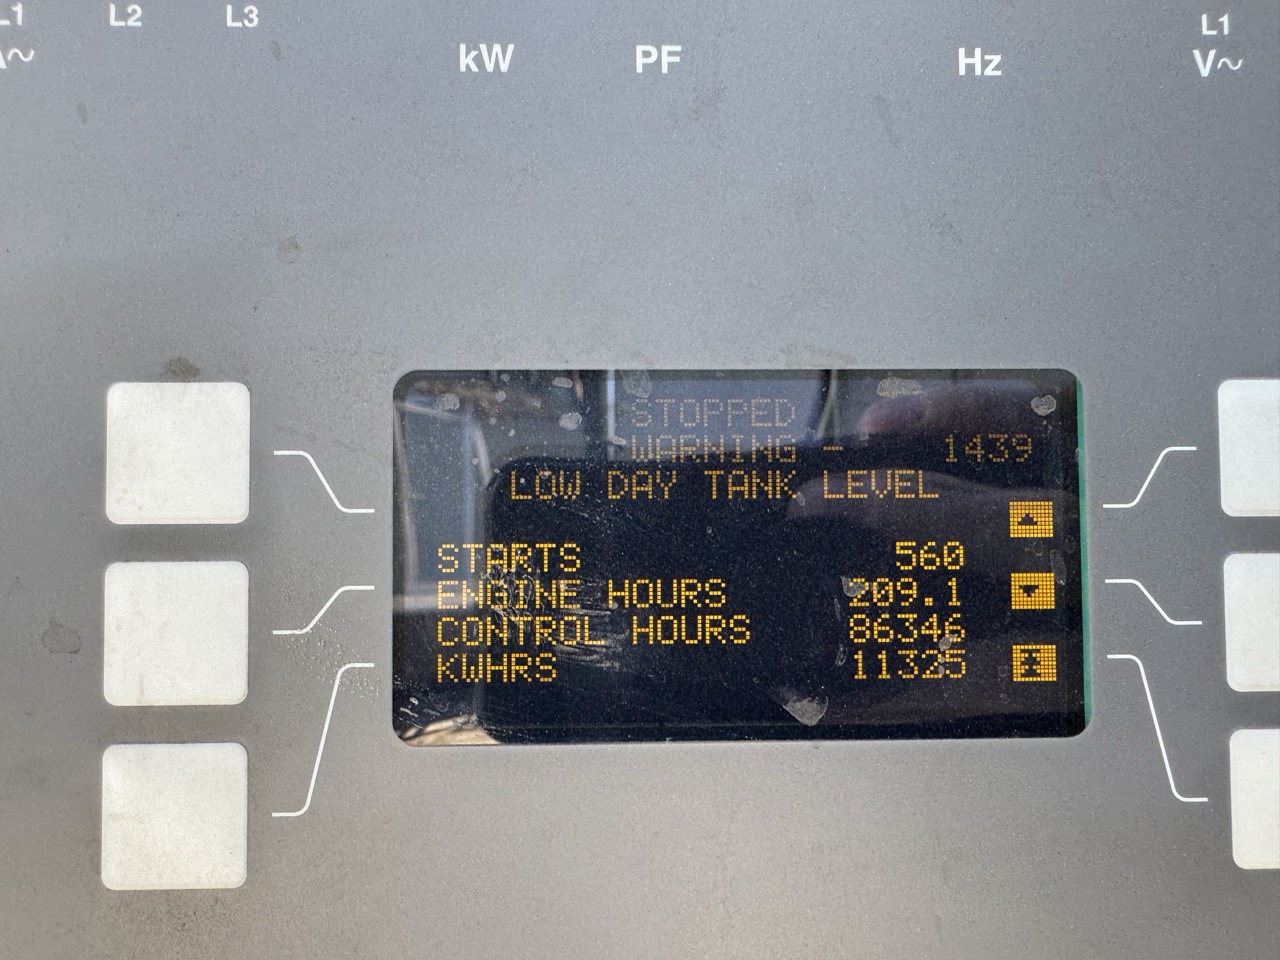 L1 L2 L3 kW PF Hz L1
A~ V~
STOPPED
WARNING - 1439
LOW DAY TANK LEVEL
STARTS 560
ENGINE HOURS 209.1
CONTROL HOURS 86346
KWHRS 11325